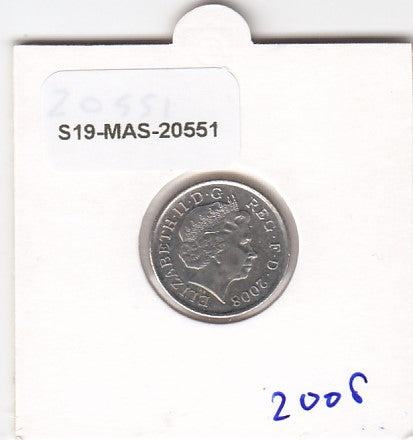 20551
S19-MAS-20551
ELIZABETH·II·D·G REG·F·D·2008
2008